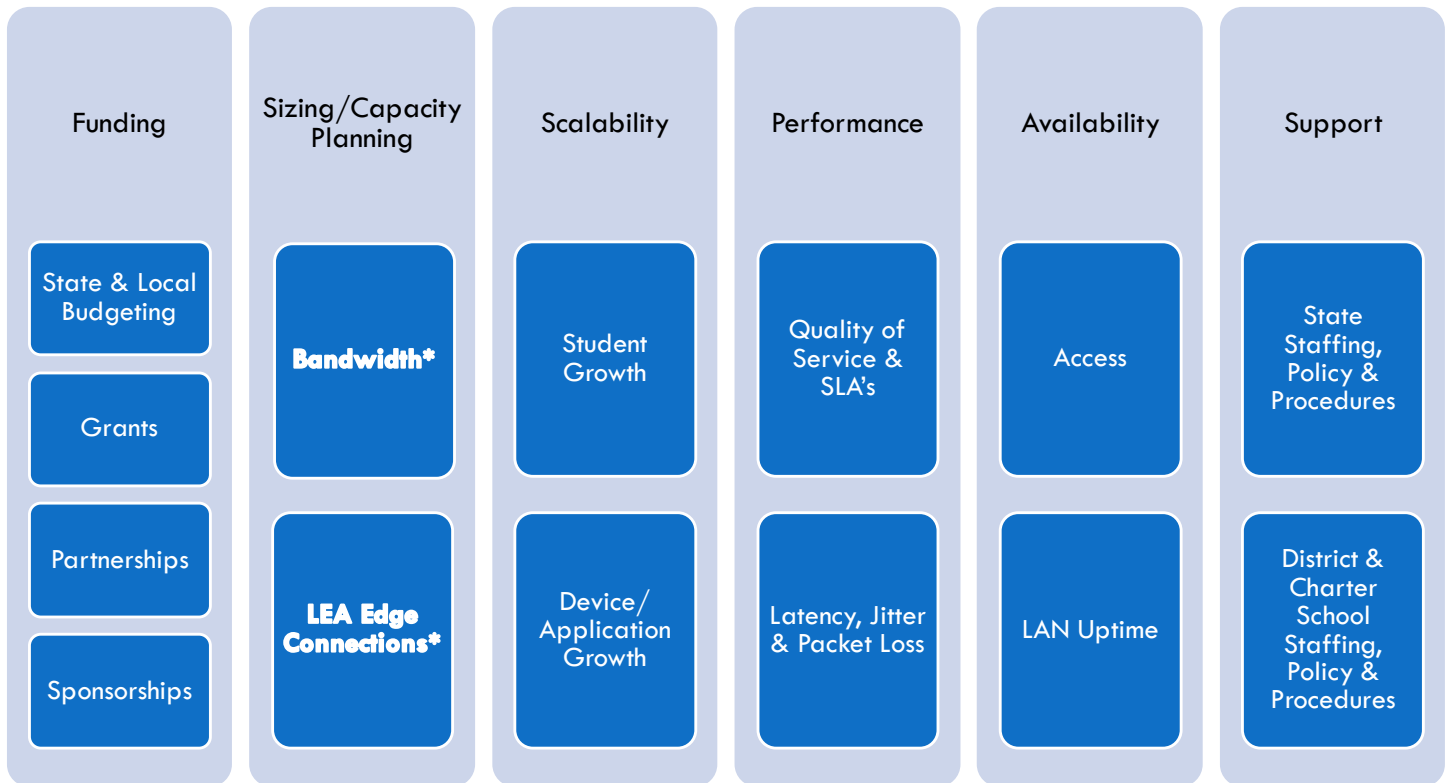 Funding
State & Local
Budgeting
Grants
Partnerships
Sponsorships
Sizing/Capacity
Planning
Bandwidth*
LEA Edge
Connections*
Scalability
Student
Growth
Device/
Application
Growth
Performance
Quality of
Service &
SLA's
Latency, Jitter
& Packet Loss
Availability
Access
LAN Uptime
Support
State
Staffing,
Policy &
Procedures
District &
Charter
School
Staffing,
Policy &
Procedures